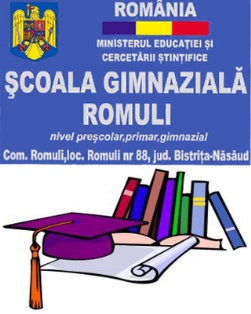 ROMÂNIA
MINISTERUL EDUCAŢIEI ŞI
CERCETĂRII ŞTINŢIFICE
ŞCOALA GIMNAZIALĂ
ROMULI
nivel preşcolar,primar,gimnazial
Com. Romuli,loc. Romuli nr 88, jud. Bistriţa-Năsăud